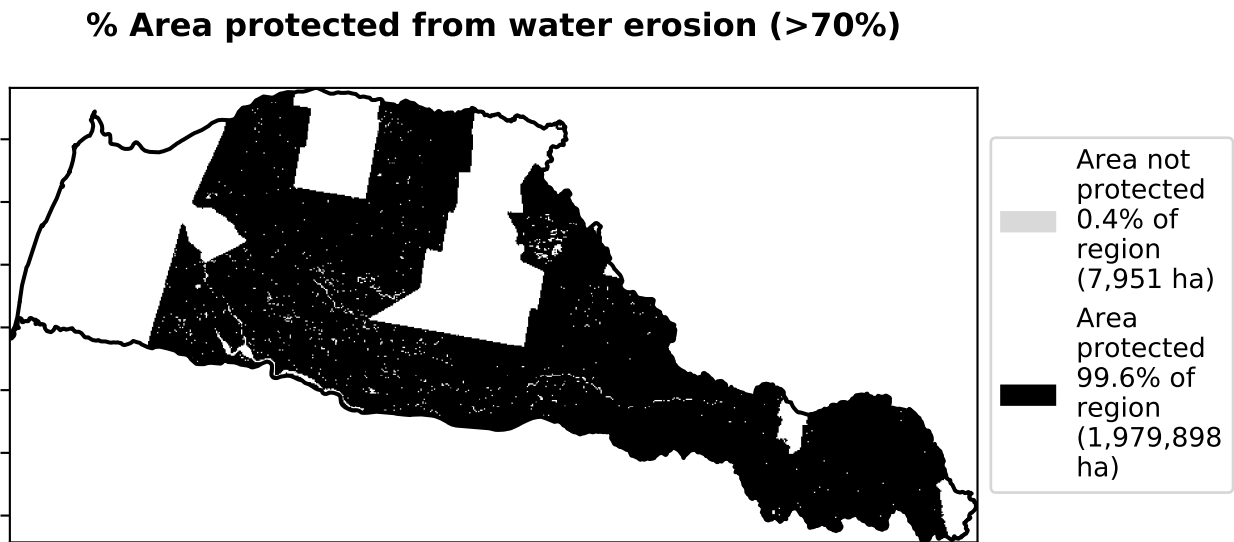 % Area protected from water erosion (>70%)
Area not
protected
0.4% of
region
(7,951 ha)
Area
protected
99.6% of
region
(1,979,898
ha)